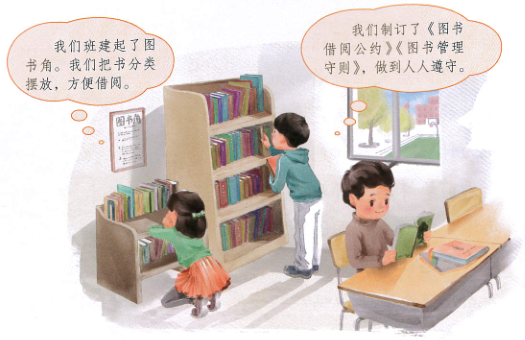 我们班建起了图
书角。我们把书分类
摆放，方便借阅。
我们制订了《图书
借阅公约》《图书管理
守则》，做到人人遵守。
图书角